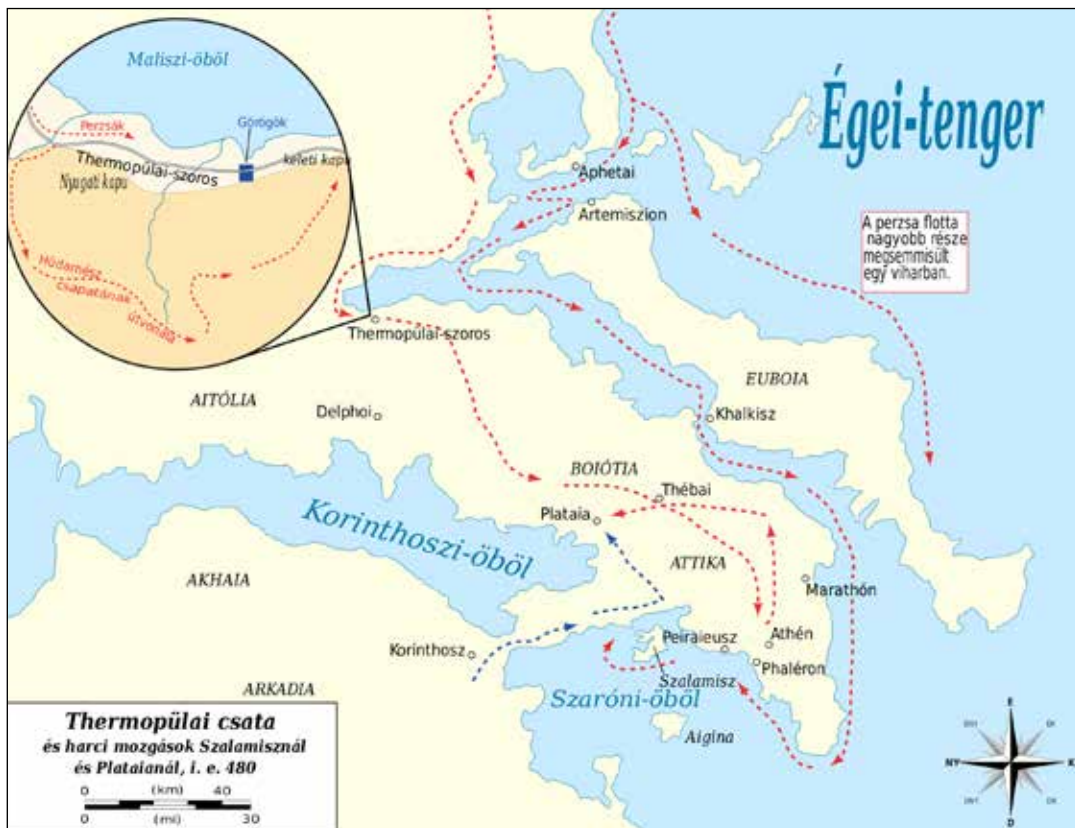 Maliszi-öböl
Perzsák
Görögök
Thermopülai-szoros
keleti kapu
Nyugati kapu
Hüdarnész
csapatának
útvonala
Égei-tenger
Aphetai
Artemiszion
A perzsa flotta
nagyobb része
megsemmisült
egy viharban.
Thermopülai-szoros
EUBOIA
AITÓLIA
Delphoi
Khalkisz
BOIÓTIA
Thébai
Plataia
Korinthoszi-öböl
ATTIKA
AKHAIA
Marathón
Korinthosz
Peiraieusz
Athén
Phaléron
Szalamisz
ARKADIA
Szaróni-öböl
Aigina
Thermopülai csata
és harci mozgások Szalamisznál
és Plataianál, i. e. 480
0 (km) 40
0 (mi) 30
É
NY K
D